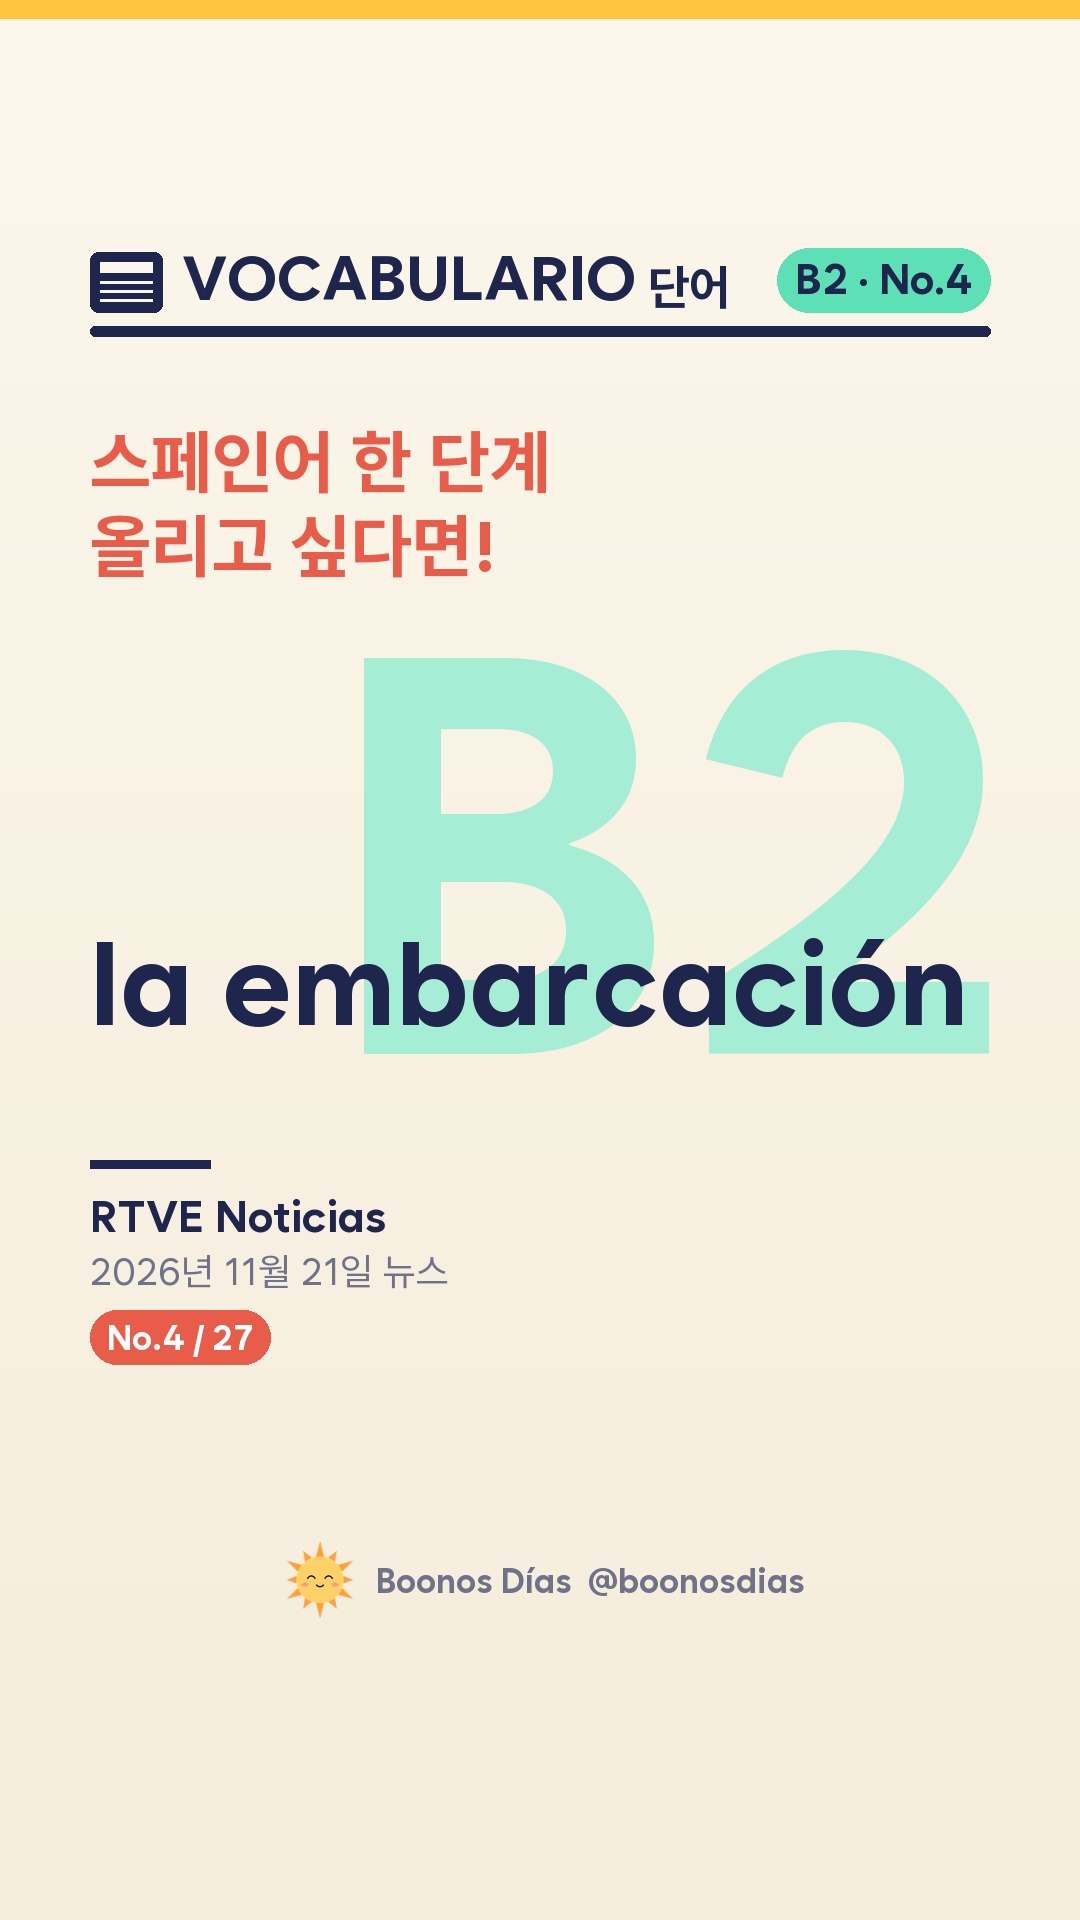 VOCABULARIO 단어 B2 · No.4
스페인어 한 단계
올리고 싶다면!
B2
la embarcación
RTVE Noticias
2026년 11월 21일 뉴스
No.4 / 27
Boonos Días @boonosdias